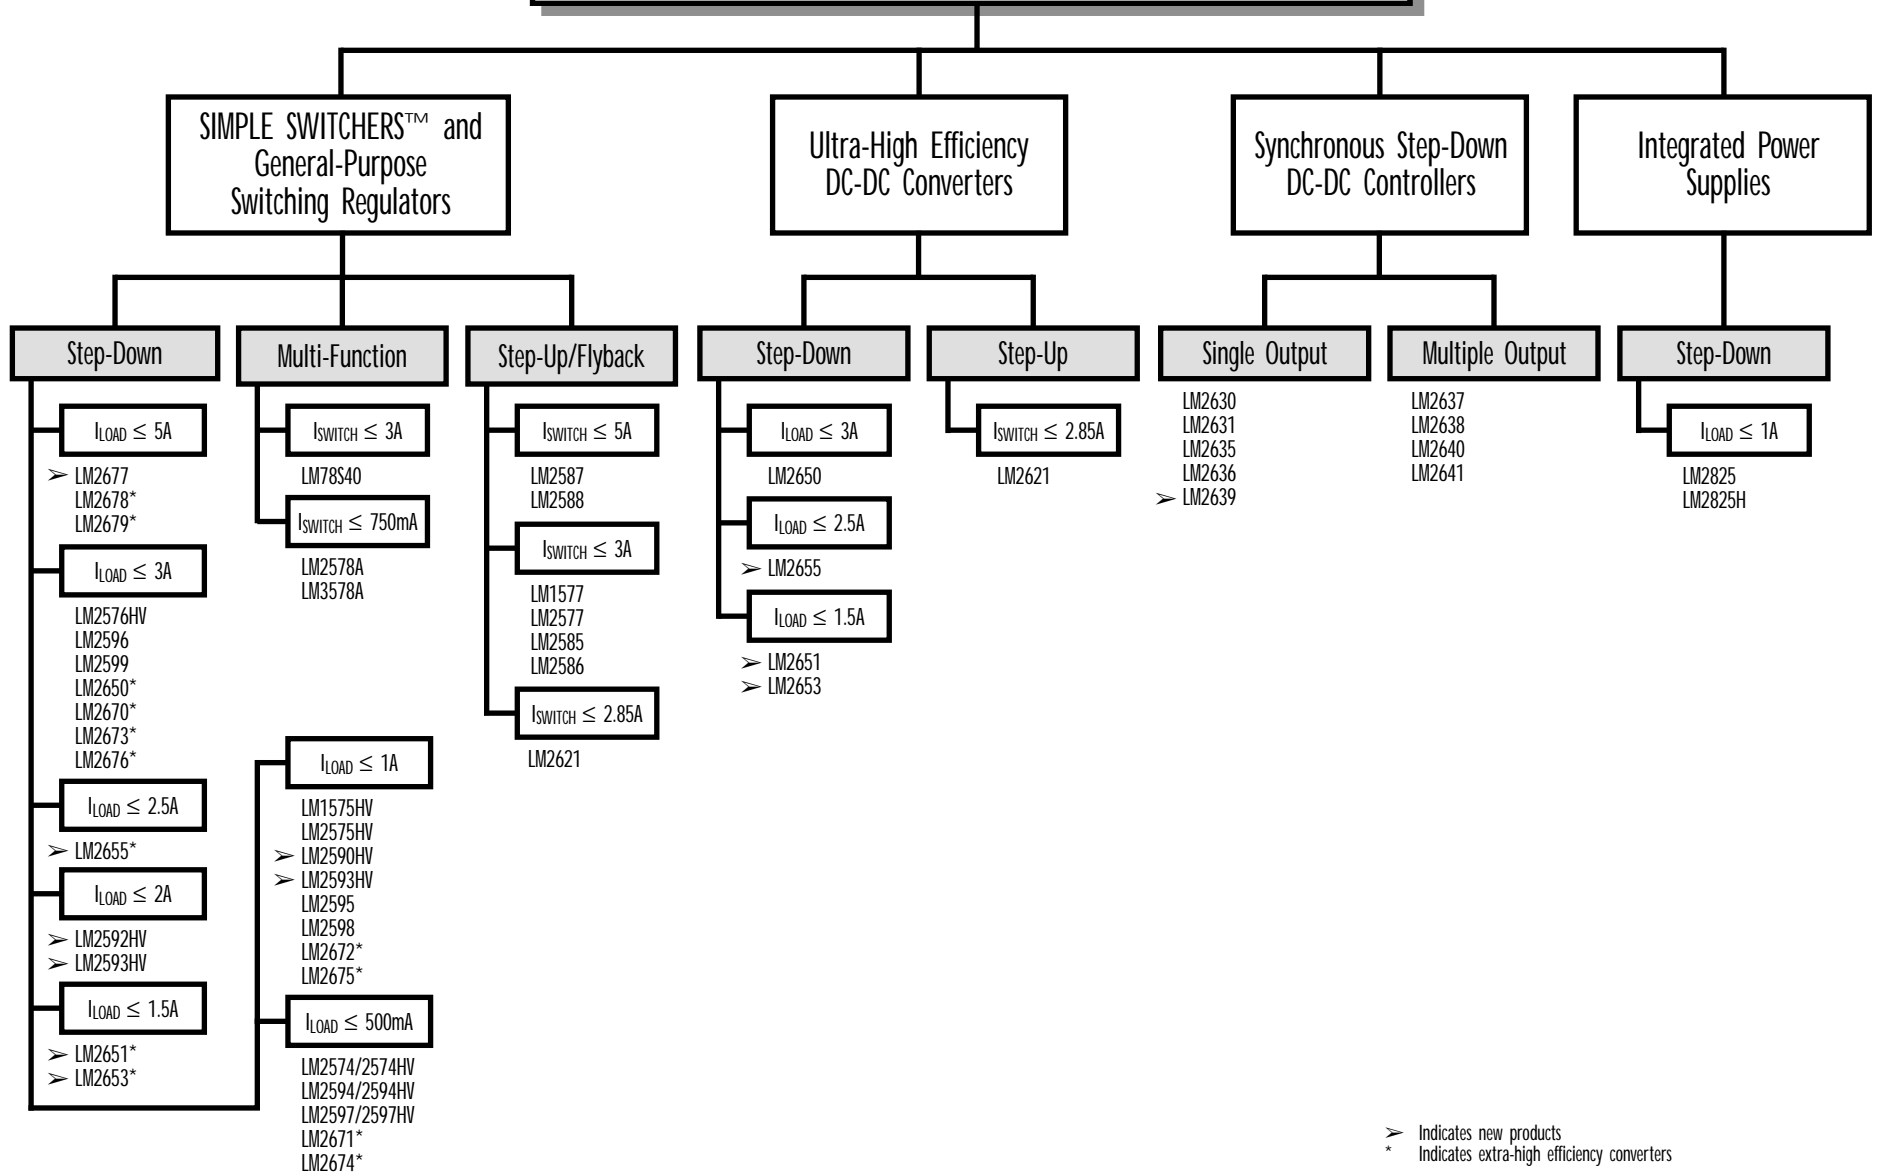 SIMPLE SWITCHERS™ and
General-Purpose
Switching Regulators
Ultra-High Efficiency
DC-DC Converters
Synchronous Step-Down
DC-DC Controllers
Integrated Power
Supplies
Step-Down
ILOAD ≤ 5A
➢ LM2677
LM2678*
LM2679*
ILOAD ≤ 3A
LM2576HV
LM2596
LM2599
LM2650*
LM2670*
LM2673*
LM2676*
ILOAD ≤ 2.5A
➢ LM2655*
ILOAD ≤ 2A
➢ LM2592HV
➢ LM2593HV
ILOAD ≤ 1.5A
➢ LM2651*
➢ LM2653*
ILOAD ≤ 1A
LM1575HV
LM2575HV
➢ LM2590HV
➢ LM2593HV
LM2595
LM2598
LM2672*
LM2675*
ILOAD ≤ 500mA
LM2574/2574HV
LM2594/2594HV
LM2597/2597HV
LM2671*
LM2674*
Multi-Function
ISWITCH ≤ 3A
LM78S40
ISWITCH ≤ 750mA
LM2578A
LM3578A
Step-Up/Flyback
ISWITCH ≤ 5A
LM2587
LM2588
ISWITCH ≤ 3A
LM1577
LM2577
LM2585
LM2586
ISWITCH ≤ 2.85A
LM2621
Step-Down
ILOAD ≤ 3A
LM2650
ILOAD ≤ 2.5A
➢ LM2655
ILOAD ≤ 1.5A
➢ LM2651
➢ LM2653
Step-Up
ISWITCH ≤ 2.85A
LM2621
Single Output
LM2630
LM2631
LM2635
LM2636
➢ LM2639
Multiple Output
LM2637
LM2638
LM2640
LM2641
Step-Down
ILOAD ≤ 1A
LM2825
LM2825H
➢ Indicates new products
* Indicates extra-high efficiency converters